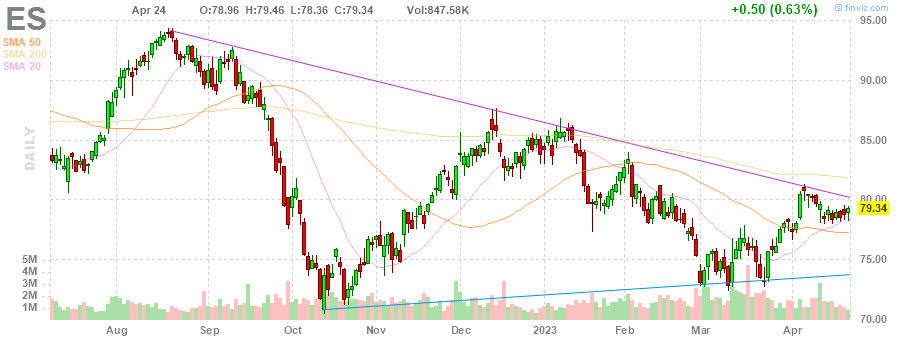 ES
Apr 24 O:78.96 H:79.46 L:78.36 C:79.34 Vol:847.58K +0.50 (0.63%)
© finviz.com
SMA 50
SMA 200
SMA 20
DAILY
95.00
90.00
85.00
80.00
79.34
75.00
70.00
5M
4M
3M
2M
1M
Aug Sep Oct Nov Dec 2023 Feb Mar Apr